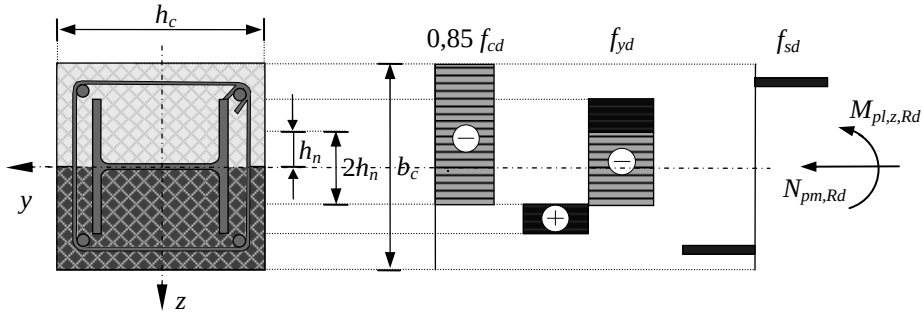 h_c
0,85 f_cd
f_yd
f_sd
M_pl,z,Rd
−
h_n
2h_n
b_c
−
y
N_pm,Rd
+
z